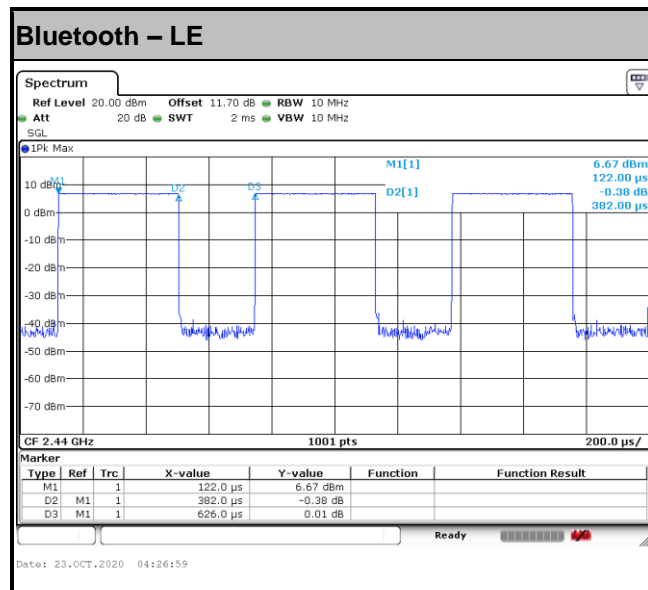 Bluetooth – LE
Spectrum
Ref Level 20.00 dBm Offset 11.70 dB RBW 10 MHz
Att 20 dB SWT 2 ms VBW 10 MHz
SGL
1Pk Max
M1[1] 6.67 dBm
122.00 µs
D2[1] -0.38 dB
382.00 µs
10 dBm
M1
D2
D3
0 dBm
-10 dBm
-20 dBm
-30 dBm
-40 dBm
-50 dBm
-60 dBm
-70 dBm
CF 2.44 GHz 1001 pts 200.0 µs/
Marker
Type Ref Trc X-value Y-value Function Function Result
M1 1 122.0 µs 6.67 dBm
D2 M1 1 382.0 µs -0.38 dB
D3 M1 1 626.0 µs 0.01 dB
Ready
Date: 23.OCT.2020 04:26:59